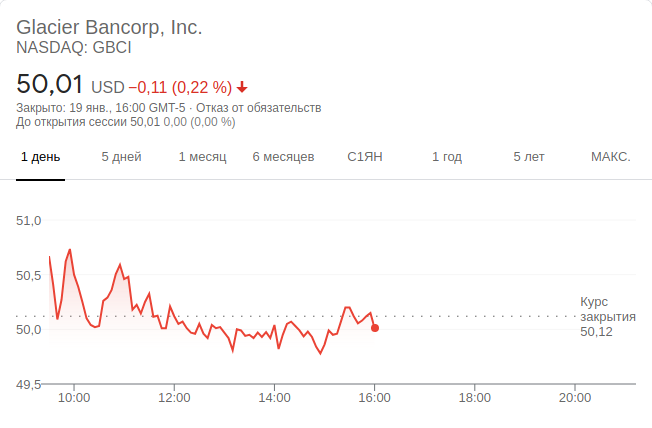 Glacier Bancorp, Inc.
NASDAQ: GBCI
50,01 USD −0,11 (0,22 %)
Закрыто: 19 янв., 16:00 GMT-5 · Отказ от обязательств
До открытия сессии 50,01 0,00 (0,00 %)
1 день 5 дней 1 месяц 6 месяцев С1ЯН 1 год 5 лет МАКС.
51,0
50,5
Курс
закрытия
50,12
50,0
49,5
10:00 12:00 14:00 16:00 18:00 20:00